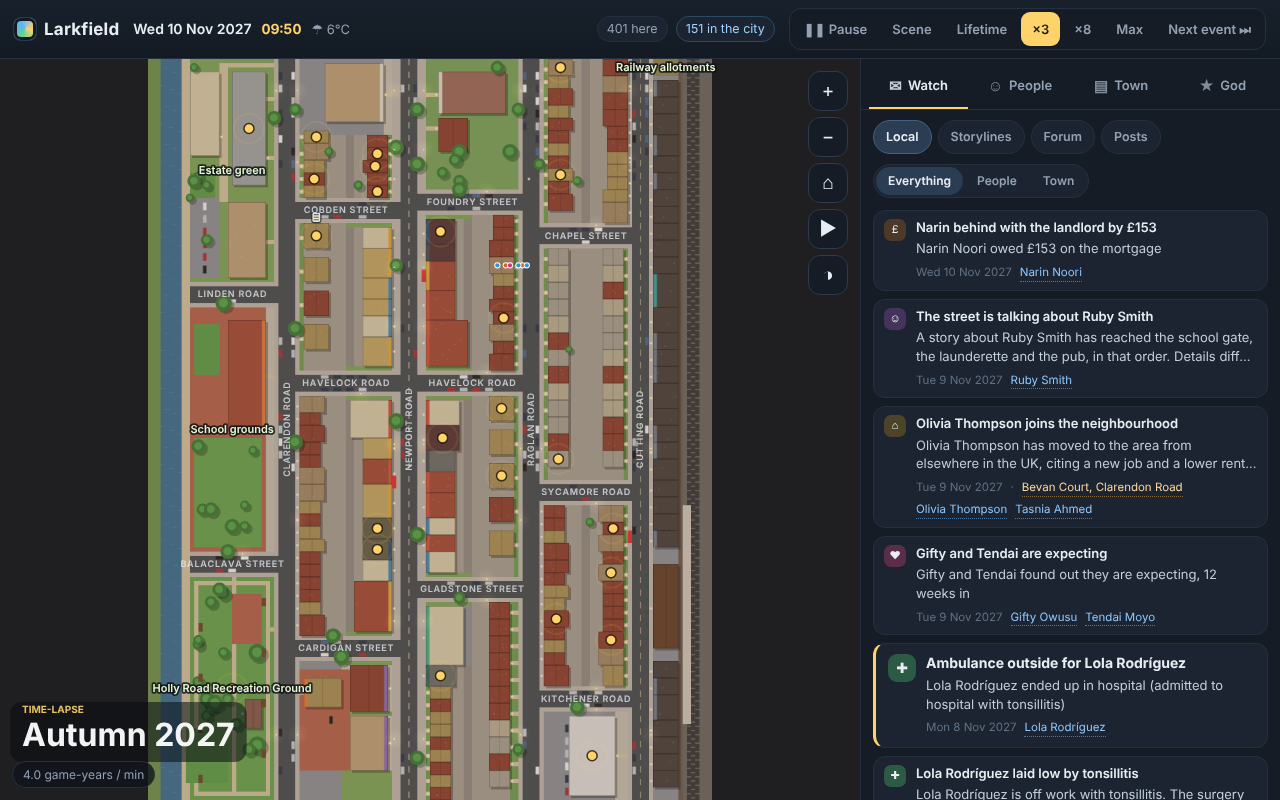 Larkfield
Wed 10 Nov 2027 09:50 ☂ 6°C
401 here
151 in the city
Pause
Scene
Lifetime
×3
×8
Max
Next event
Watch
People
Town
God
Local
Storylines
Forum
Posts
Everything
People
Town
£
Narin behind with the landlord by £153
Narin Noori owed £153 on the mortgage
Wed 10 Nov 2027 Narin Noori
The street is talking about Ruby Smith
A story about Ruby Smith has reached the school gate,
the launderette and the pub, in that order. Details diff...
Tue 9 Nov 2027 Ruby Smith
Olivia Thompson joins the neighbourhood
Olivia Thompson has moved to the area from
elsewhere in the UK, citing a new job and a lower rent...
Tue 9 Nov 2027 · Bevan Court, Clarendon Road
Olivia Thompson Tasnia Ahmed
Gifty and Tendai are expecting
Gifty and Tendai found out they are expecting, 12
weeks in
Tue 9 Nov 2027 Gifty Owusu Tendai Moyo
Ambulance outside for Lola Rodríguez
Lola Rodríguez ended up in hospital (admitted to
hospital with tonsillitis)
Mon 8 Nov 2027 Lola Rodríguez
Lola Rodríguez laid low by tonsillitis
Lola Rodríguez is off work with tonsillitis. The surgery
Railway allotments
Estate green
COBDEN STREET
FOUNDRY STREET
CHAPEL STREET
LINDEN ROAD
HAVELOCK ROAD
HAVELOCK ROAD
CLARENDON ROAD
NEWPORT ROAD
RAGLAN ROAD
CUTTING ROAD
School grounds
SYCAMORE ROAD
BALACLAVA STREET
GLADSTONE STREET
CARDIGAN STREET
Holly Road Recreation Ground
KITCHENER ROAD
TIME-LAPSE
Autumn 2027
4.0 game-years / min